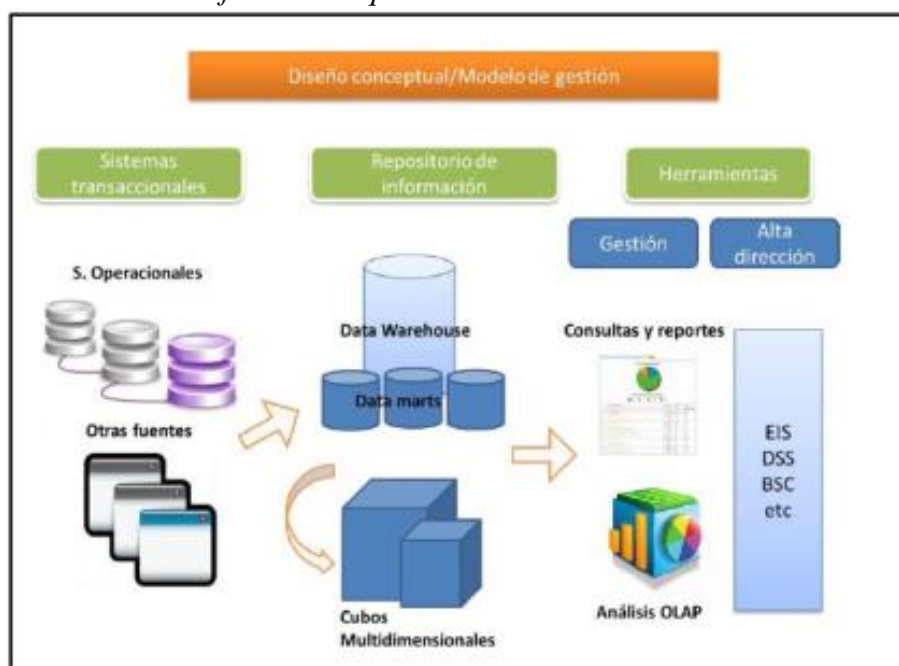 Diseño conceptual/Modelo de gestión
Sistemas
transaccionales
Repositorio de
información
Herramientas
Gestión
Alta
dirección
S. Operacionales
Data Warehouse
Data marts
Consultas y reportes
Otras fuentes
EIS
DSS
BSC
etc
Cubos
Multidimensionales
Análisis OLAP